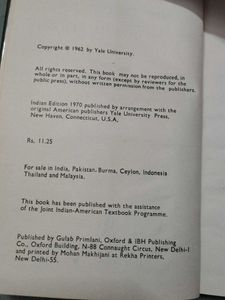 Copyright © 1962 by Yale University.
All rights reserved. This book may not be reproduced, in
whole or in part, in any form (except by reviewers for the
public press), without written permission from the publishers.
Indian Edition 1970 published by arrangement with the
original American publishers Yale University Press,
New Haven, Connecticut, U.S.A.
Rs. 11.25
For sale in India, Pakistan, Burma, Ceylon, Indonesia
Thailand and Malaysia.
This book has been published with the assistance
of the Joint Indian-American Textbook Programme.
Published by Gulab Primlani, Oxford & IBH Publishing
Co., Oxford Building, N-88 Connaught Circus, New Delhi-1
and printed by Mohan Makhijani at Rekha Printers,
New Delhi-55.